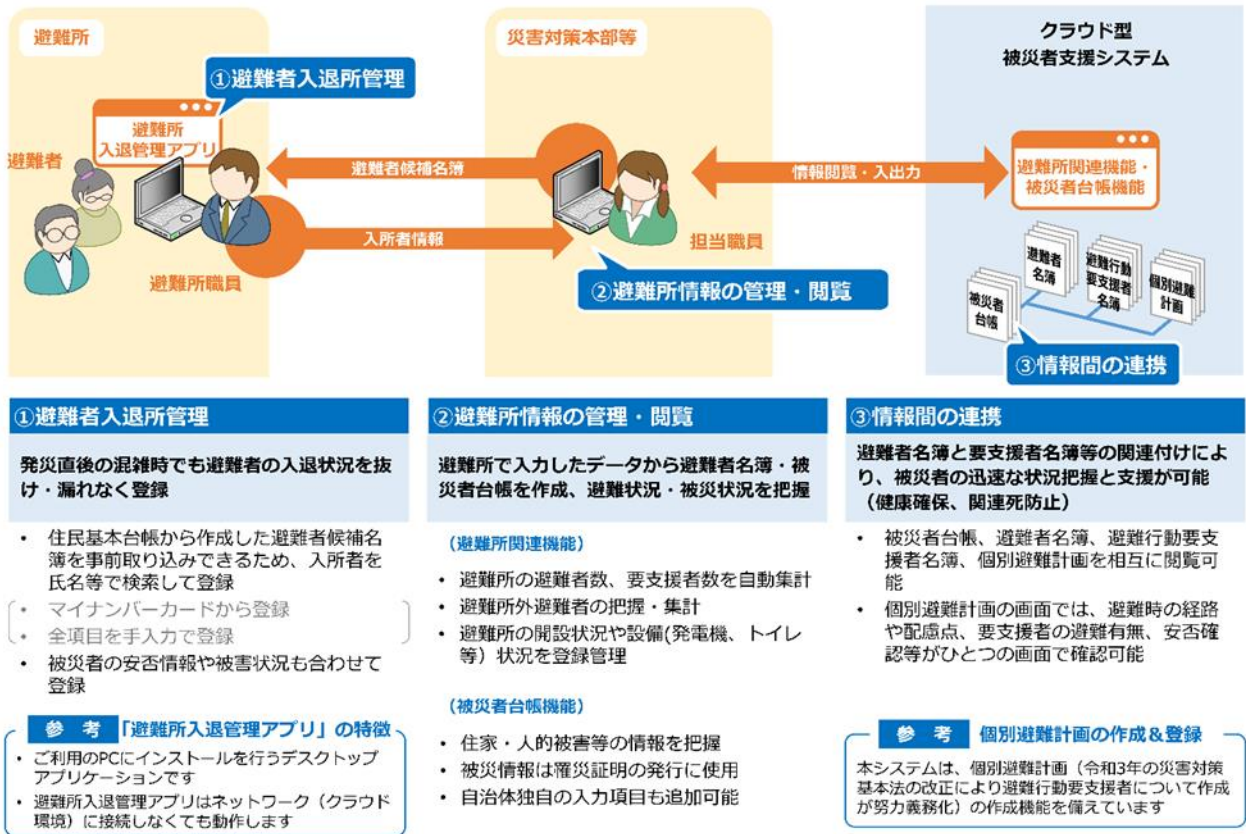 避難所
災害対策本部等
クラウド型
被災者支援システム
①避難者入退所管理
避難所
入退管理アプリ
避難者
避難者候補名簿
情報閲覧・入出力
避難所関連機能・
被災者台帳機能
入所者情報
担当職員
避難所職員
②避難所情報の管理・閲覧
避難者
名簿
避難行動
要支援者
名簿
個別避難
計画
被災者
台帳
③情報間の連携
①避難者入退所管理
発災直後の混雑時でも避難者の入退状況を抜
け・漏れなく登録
• 住民基本台帳から作成した避難者候補名
簿を事前取り込みできるため、入所者を
氏名等で検索して登録
• マイナンバーカードから登録
• 全項目を手入力で登録
• 被災者の安否情報や被害状況も合わせて
登録
参 考 「避難所入退管理アプリ」の特徴
• ご利用のPCにインストールを行うデスクトップ
アプリケーションです
• 避難所入退管理アプリはネットワーク（クラウド
環境）に接続しなくても動作します
②避難所情報の管理・閲覧
避難所で入力したデータから避難者名簿・被
災者台帳を作成、避難状況・被災状況を把握
（避難所関連機能）
• 避難所の避難者数、要支援者数を自動集計
• 避難所外避難者の把握・集計
• 避難所の開設状況や設備(発電機、トイレ
等）状況を登録管理
（被災者台帳機能）
• 住家・人的被害等の情報を把握
• 被災情報は罹災証明の発行に使用
• 自治体独自の入力項目も追加可能
③情報間の連携
避難者名簿と要支援者名簿等の関連付けによ
り、被災者の迅速な状況把握と支援が可能
（健康確保、関連死防止）
• 被災者台帳、避難者名簿、避難行動要支
援者名簿、個別避難計画を相互に閲覧可
能
• 個別避難計画の画面では、避難時の経路
や配慮点、要支援者の避難有無、安否確
認等がひとつの画面で確認可能
参 考 個別避難計画の作成＆登録
本システムは、個別避難計画（令和3年の災害対策
基本法の改正により避難行動要支援者について作成
が努力義務化）の作成機能を備えています